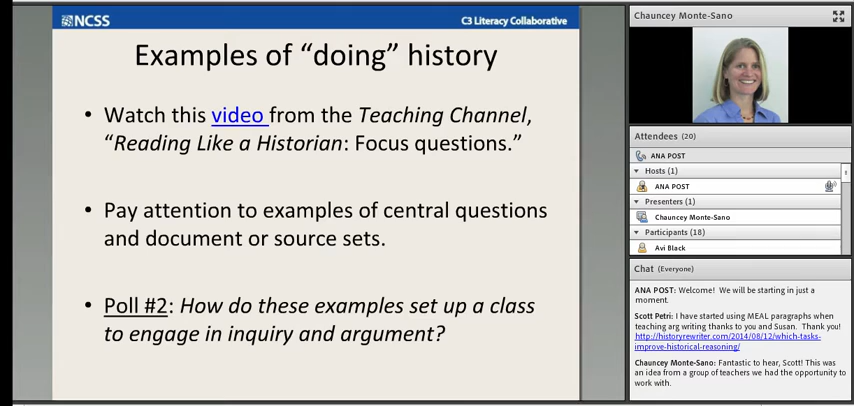 NCSS
C3 Literacy Collaborative
Examples of “doing” history
• Watch this video from the Teaching Channel,
“Reading Like a Historian: Focus questions.”
• Pay attention to examples of central questions
and document or source sets.
• Poll #2: How do these examples set up a class
to engage in inquiry and argument?
Chauncey Monte-Sano
Attendees (20)
ANA POST
Hosts (1)
ANA POST
Presenters (1)
Chauncey Monte-Sano
Participants (18)
Avi Black
Chat (Everyone)
ANA POST: Welcome! We will be starting in just a
moment.
Scott Petri: I have started using MEAL paragraphs when
teaching arg writing thanks to you and Susan. Thank you!
http://historyrewriter.com/2014/08/12/which-tasks-
improve-historical-reasoning/
Chauncey Monte-Sano: Fantastic to hear, Scott! This was
an idea from a group of teachers we had the opportunity to
work with.